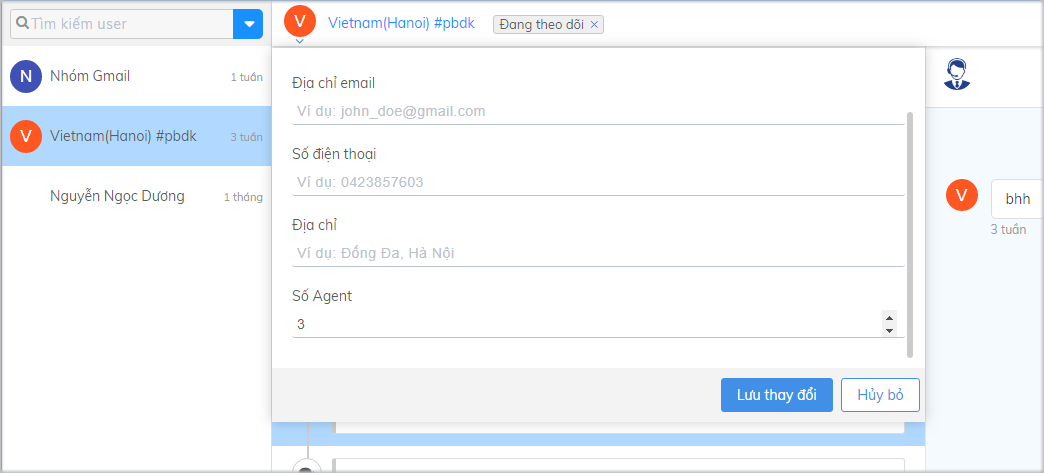 Tìm kiếm user
N
Nhóm Gmail
1 tuần
V
Vietnam(Hanoi) #pbdk
3 tuần
Nguyễn Ngọc Dương
1 tháng
V
Vietnam(Hanoi) #pbdk
Đang theo dõi ×
Địa chỉ email
Ví dụ: john_doe@gmail.com
Số điện thoại
Ví dụ: 0423857603
Địa chỉ
Ví dụ: Đống Đa, Hà Nội
Số Agent
3
Lưu thay đổi
Hủy bỏ
V
bhh
3 tuần